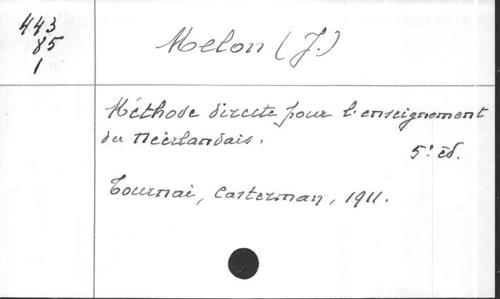 443
85
1
Melon (J.)
Méthode directe pour l'enseignement
du Néerlandais.
5e éd.
Tournai, Casterman, 1911.